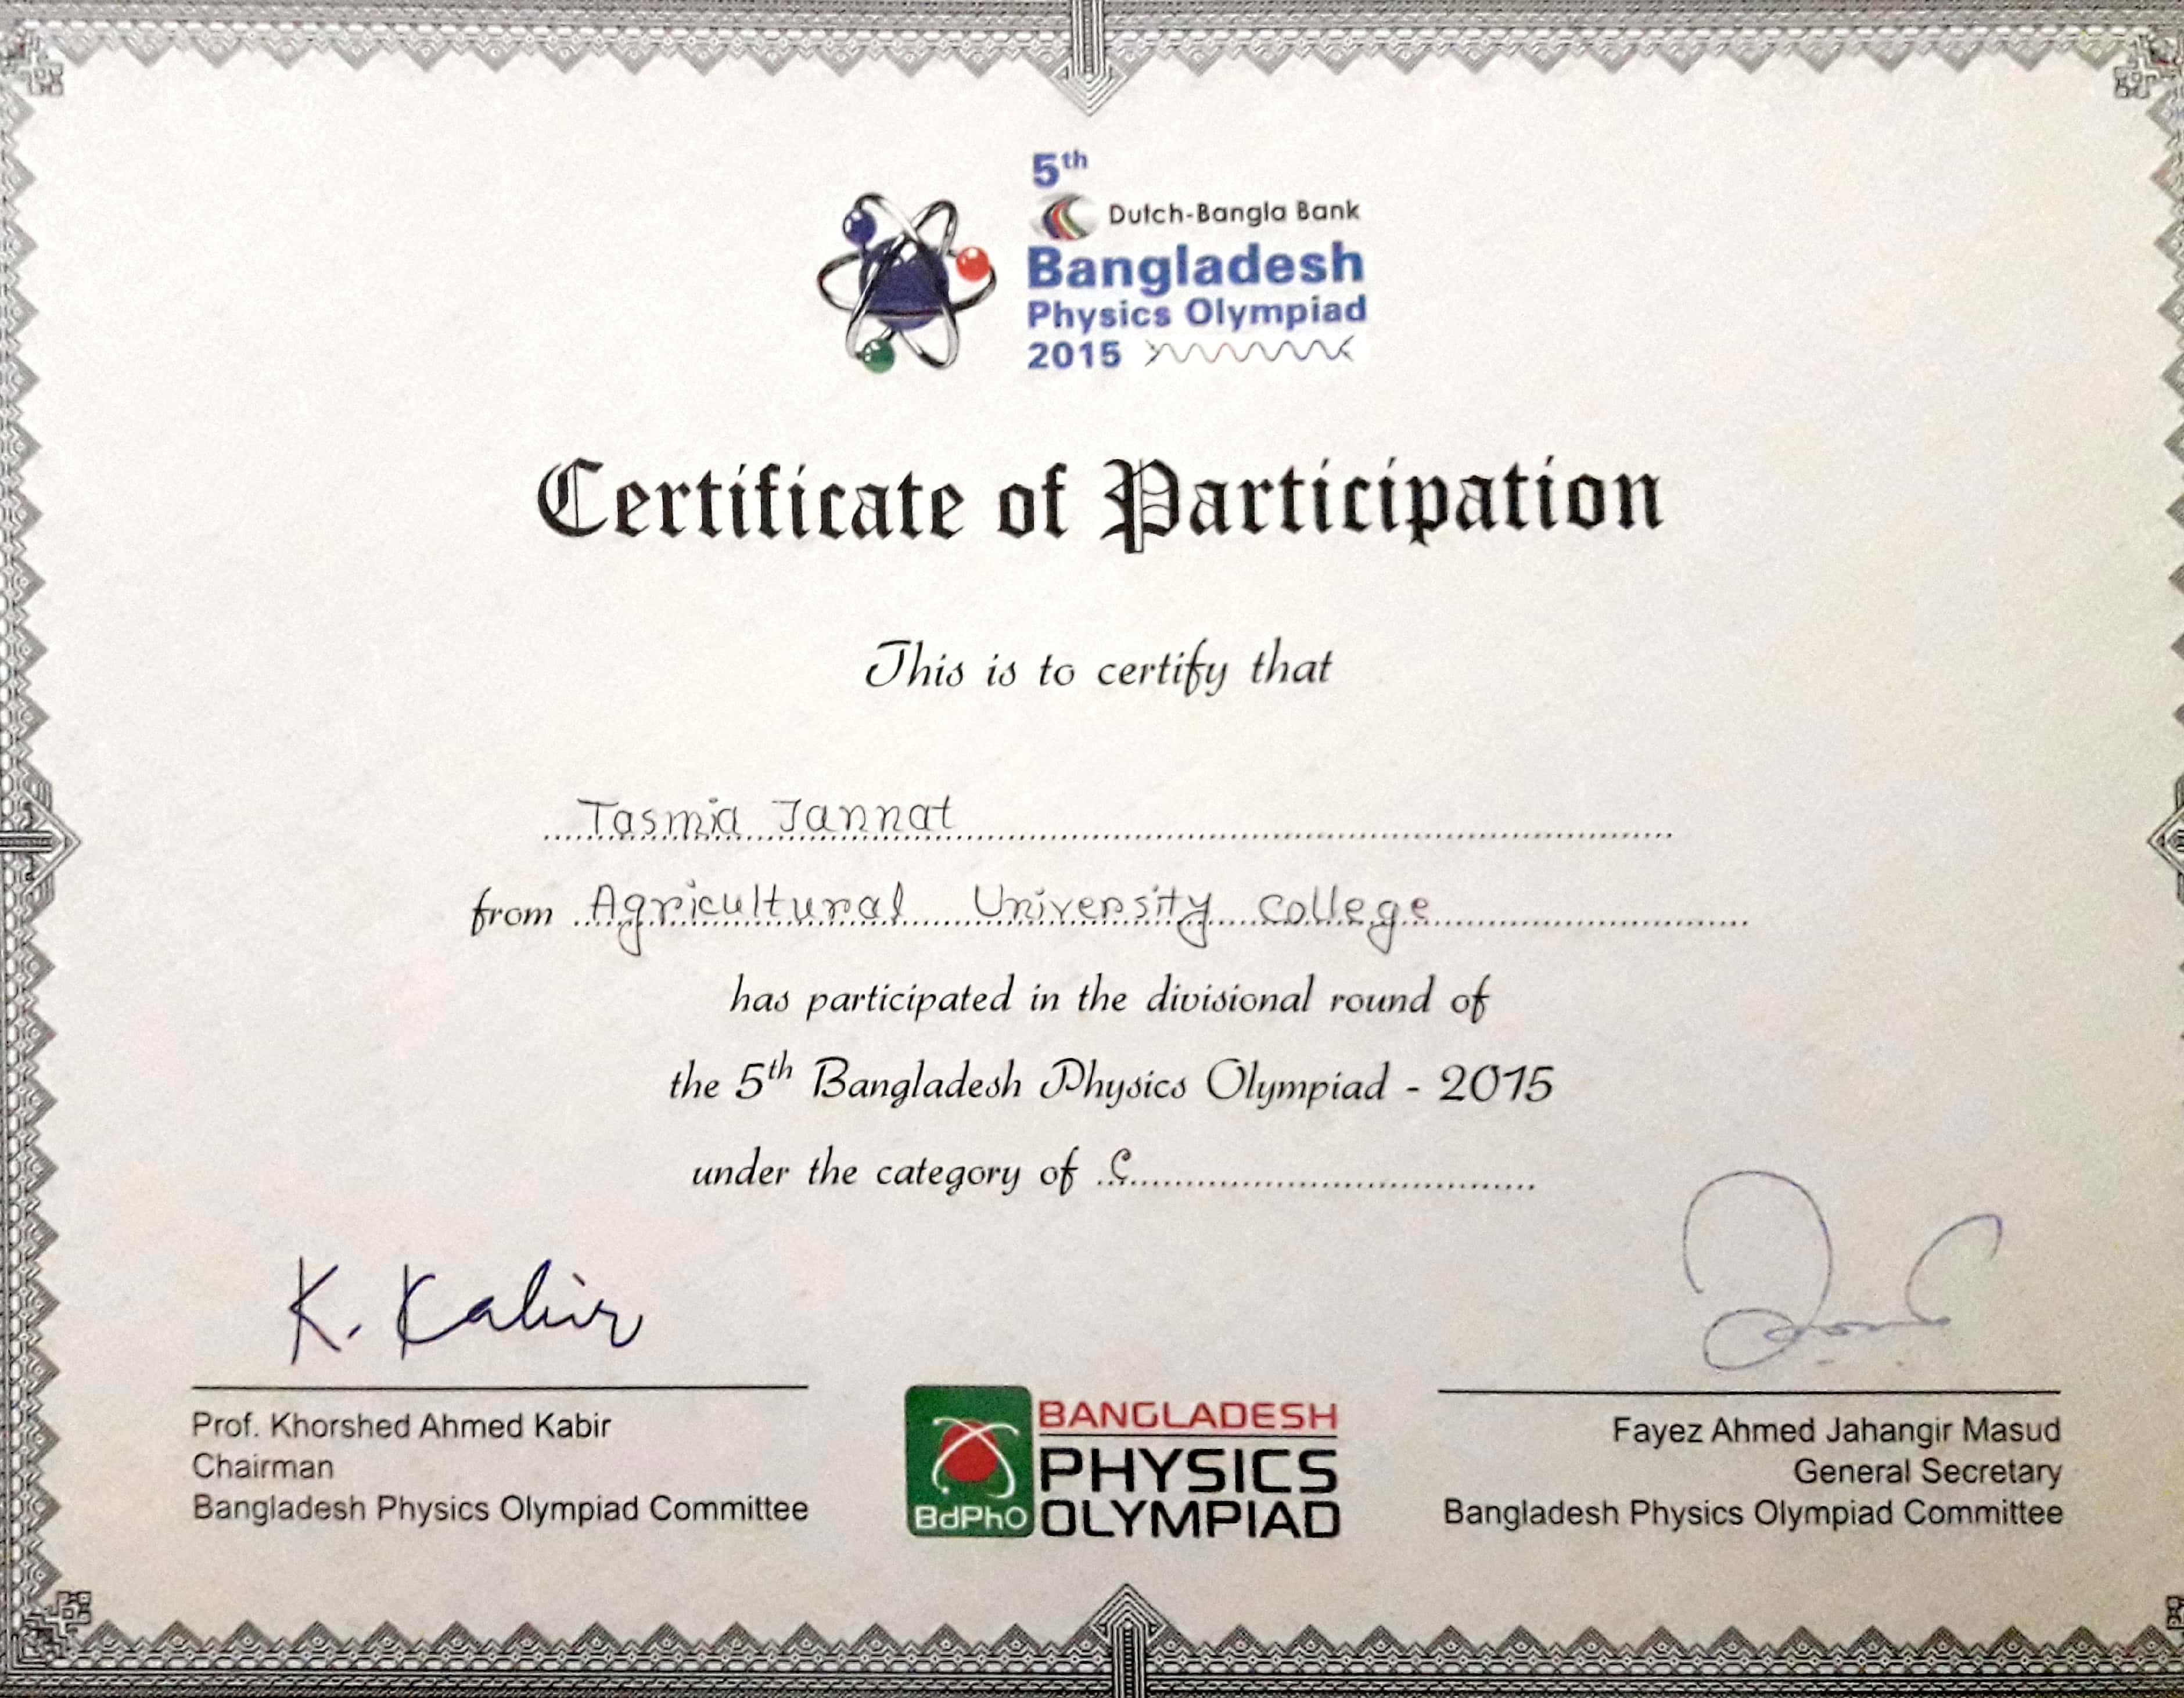 5th
Dutch-Bangla Bank
Bangladesh
Physics Olympiad
2015
Certificate of Participation
This is to certify that
Tasmia Jannat
from Agricultural University College
has participated in the divisional round of
the 5th Bangladesh Physics Olympiad - 2015
under the category of C
K. Kabir
Prof. Khorshed Ahmed Kabir
Chairman
Bangladesh Physics Olympiad Committee
BdPhO
BANGLADESH
PHYSICS
OLYMPIAD
Fayez Ahmed Jahangir Masud
General Secretary
Bangladesh Physics Olympiad Committee